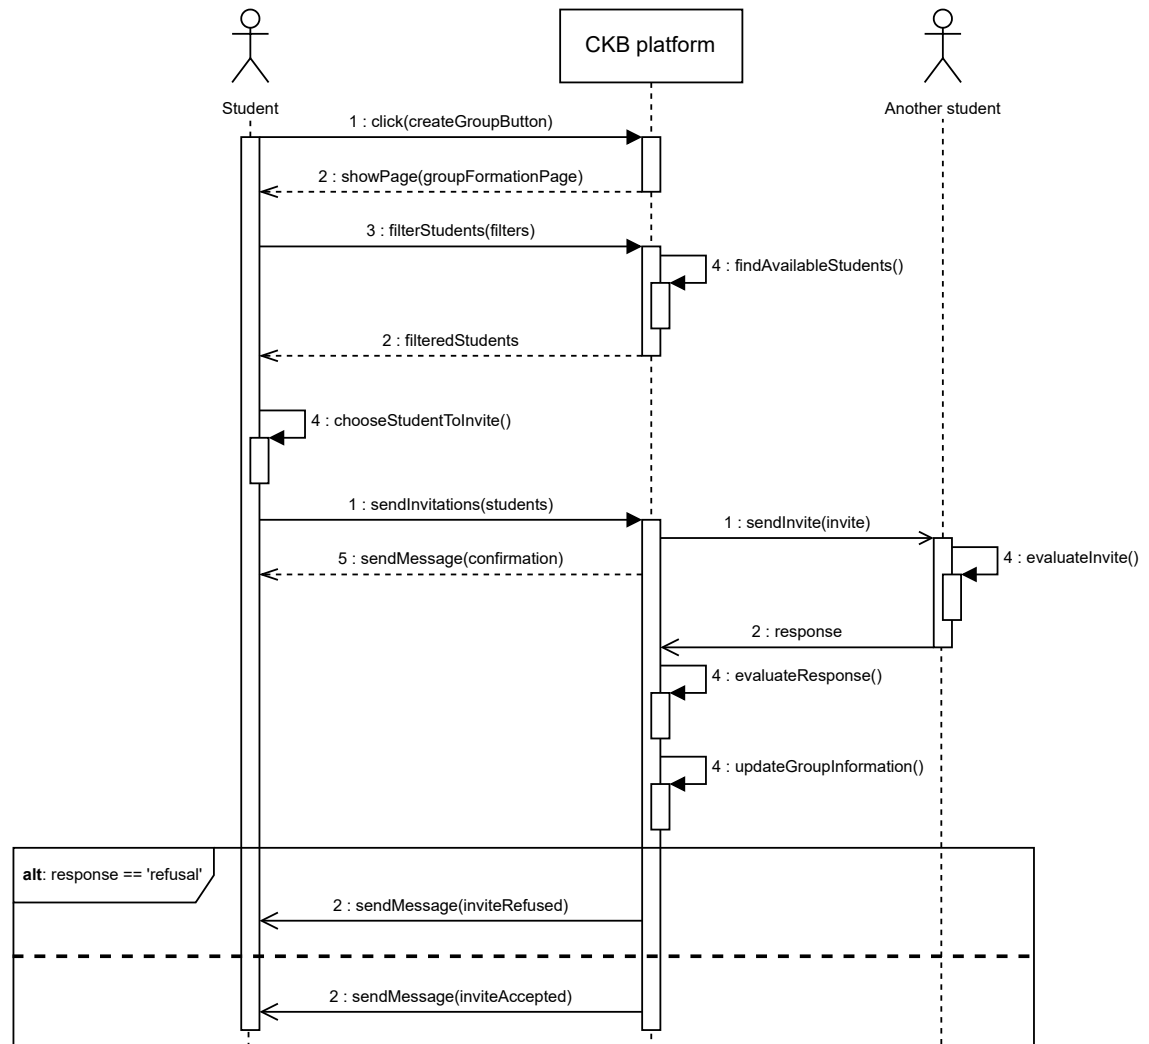 CKB platform
Student
Another student
1 : click(createGroupButton)
2 : showPage(groupFormationPage)
3 : filterStudents(filters)
4 : findAvailableStudents()
2 : filteredStudents
4 : chooseStudentToInvite()
1 : sendInvitations(students)
1 : sendInvite(invite)
5 : sendMessage(confirmation)
4 : evaluateInvite()
2 : response
4 : evaluateResponse()
4 : updateGroupInformation()
alt: response == 'refusal'
2 : sendMessage(inviteRefused)
2 : sendMessage(inviteAccepted)